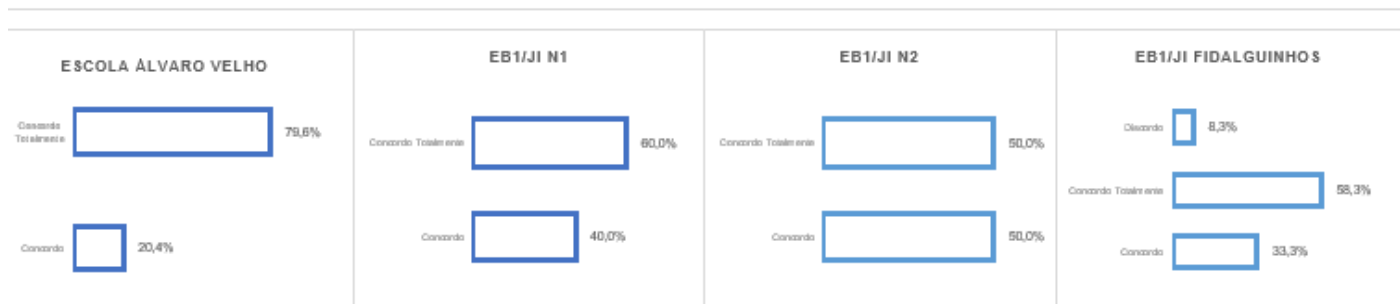 ESCOLA ÁLVARO VELHO
Concordo
Totalmente
79,6%
Concordo
20,4%
EB1/JI N1
Concordo Totalmente
60,0%
Concordo
40,0%
EB1/JI N2
Concordo Totalmente
50,0%
Concordo
50,0%
EB1/JI FIDALGUINHOS
Discordo
8,3%
Concordo Totalmente
58,3%
Concordo
33,3%